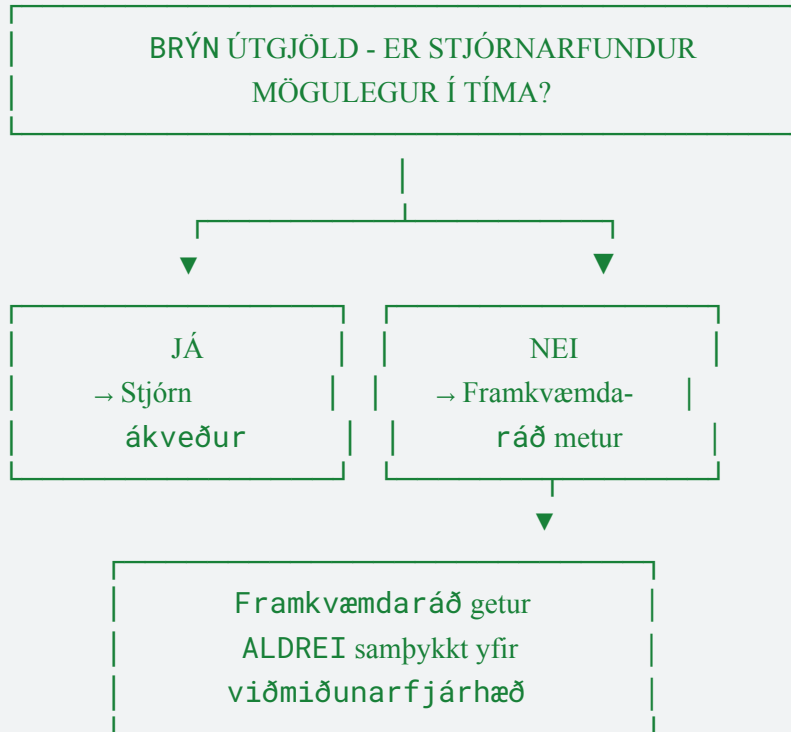 BRÝN ÚTGJÖLD - ER STJÓRNARFUNDUR
MÖGULEGUR Í TÍMA?
JÁ
→ Stjórn
ákveður
NEI
→ Framkvæmda-
ráð metur
Framkvæmdaráð getur
ALDREI samþykkt yfir
viðmiðunarfjárhæð